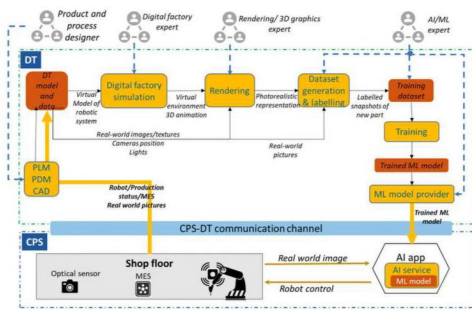 Product and
process
designer
Digital factory
expert
Rendering/ 3D graphics
expert
AI/ML
expert
DT
DT
model
and
data
Virtual
Model of
robotic
system
Digital factory
simulation
Virtual
environment
3D animation
Rendering
Photorealistic
representation
Dataset
generation
& labelling
Labelled
snapshots of
new part
Training
dataset
Real-world images/textures
Cameras position
Lights
Real-world
pictures
Training
Trained ML model
PLM
PDM
CAD
Robot/Production
status/MES
Real world pictures
ML model provider
Trained ML
model
CPS-DT communication channel
CPS
Shop floor
Optical sensor
MES
Real world image
Robot control
AI app
AI service
ML model